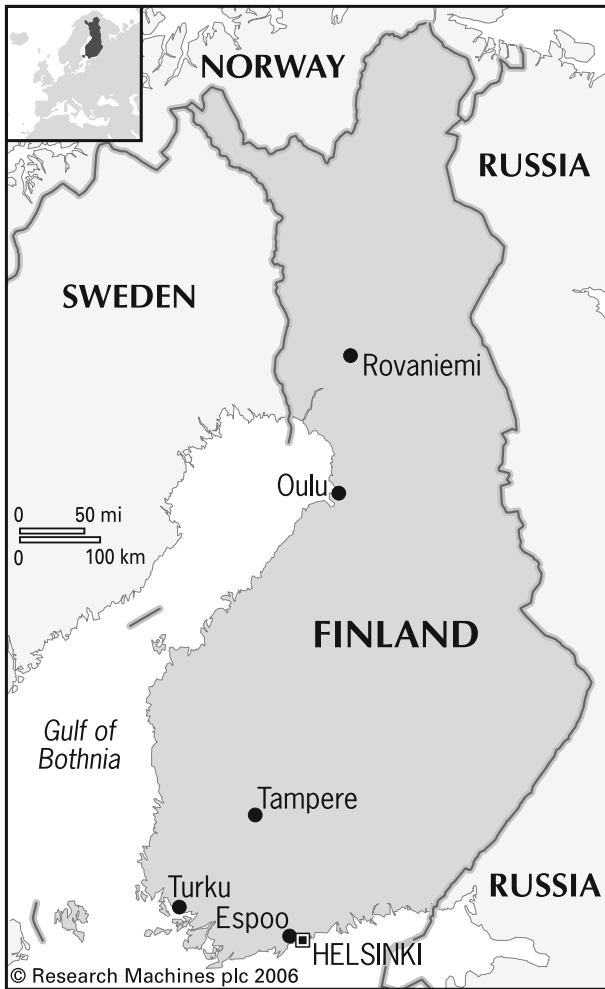 NORWAY
RUSSIA
SWEDEN
Rovaniemi
Oulu
0 50 mi
0 100 km
FINLAND
Gulf of
Bothnia
Tampere
Turku
RUSSIA
Espoo
HELSINKI
© Research Machines plc 2006